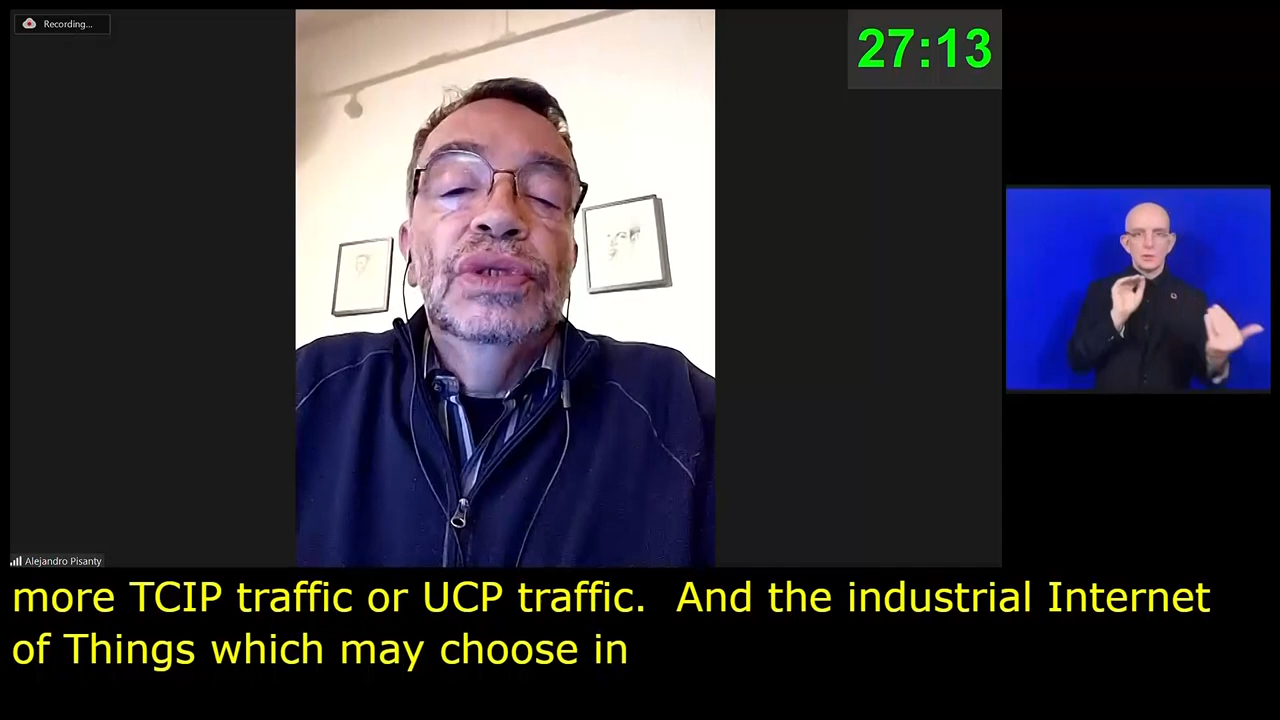 Recording...
27:13
Alejandro Pisanty
more TCIP traffic or UCP traffic.  And the industrial Internet
of Things which may choose in